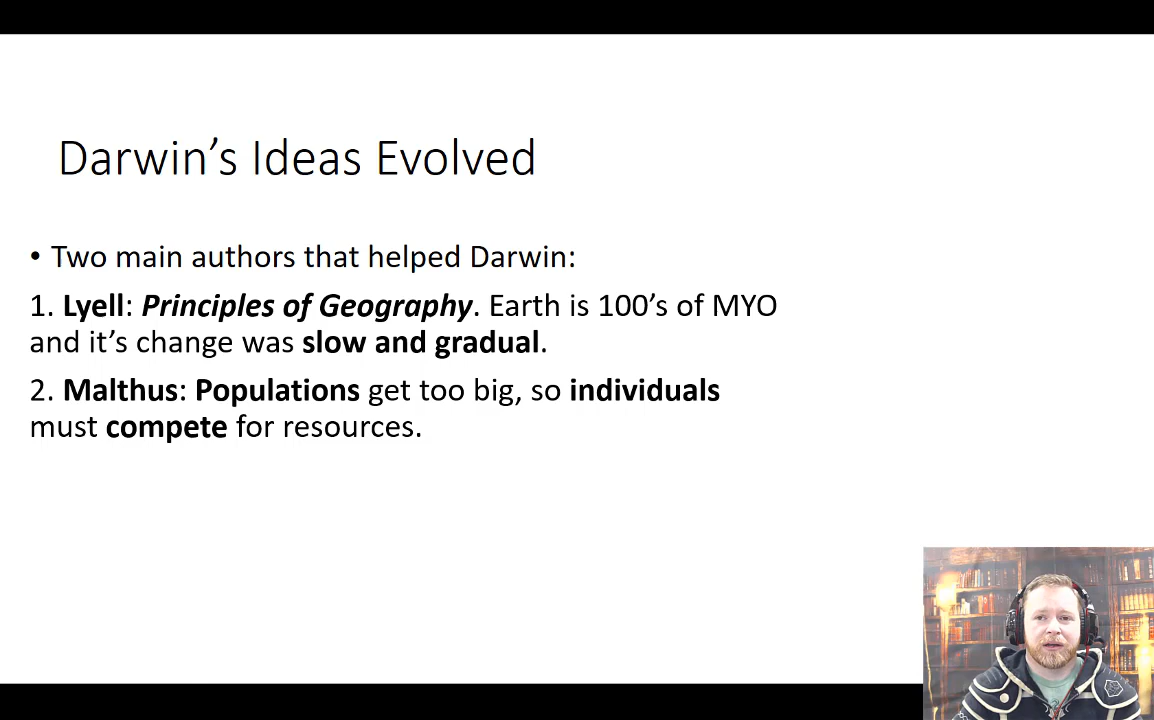 Darwin’s Ideas Evolved
• Two main authors that helped Darwin:
1. Lyell: Principles of Geography. Earth is 100’s of MYO
and it’s change was slow and gradual.
2. Malthus: Populations get too big, so individuals
must compete for resources.